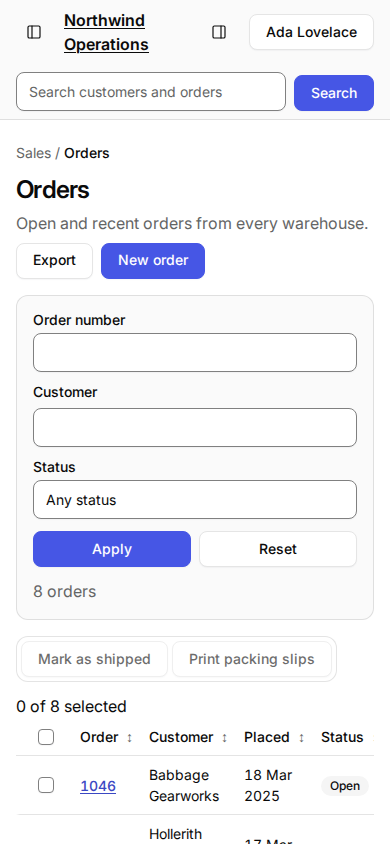 Northwind
Operations
Ada Lovelace
Search customers and orders
Search
Sales / Orders
Orders
Open and recent orders from every warehouse.
Export
New order
Order number
Customer
Status
Any status
Apply
Reset
8 orders
Mark as shipped
Print packing slips
0 of 8 selected
Order ↕ Customer ↕ Placed ↕ Status
1046
Babbage
Gearworks
18 Mar
2025
Open
Hollerith
17 Mar